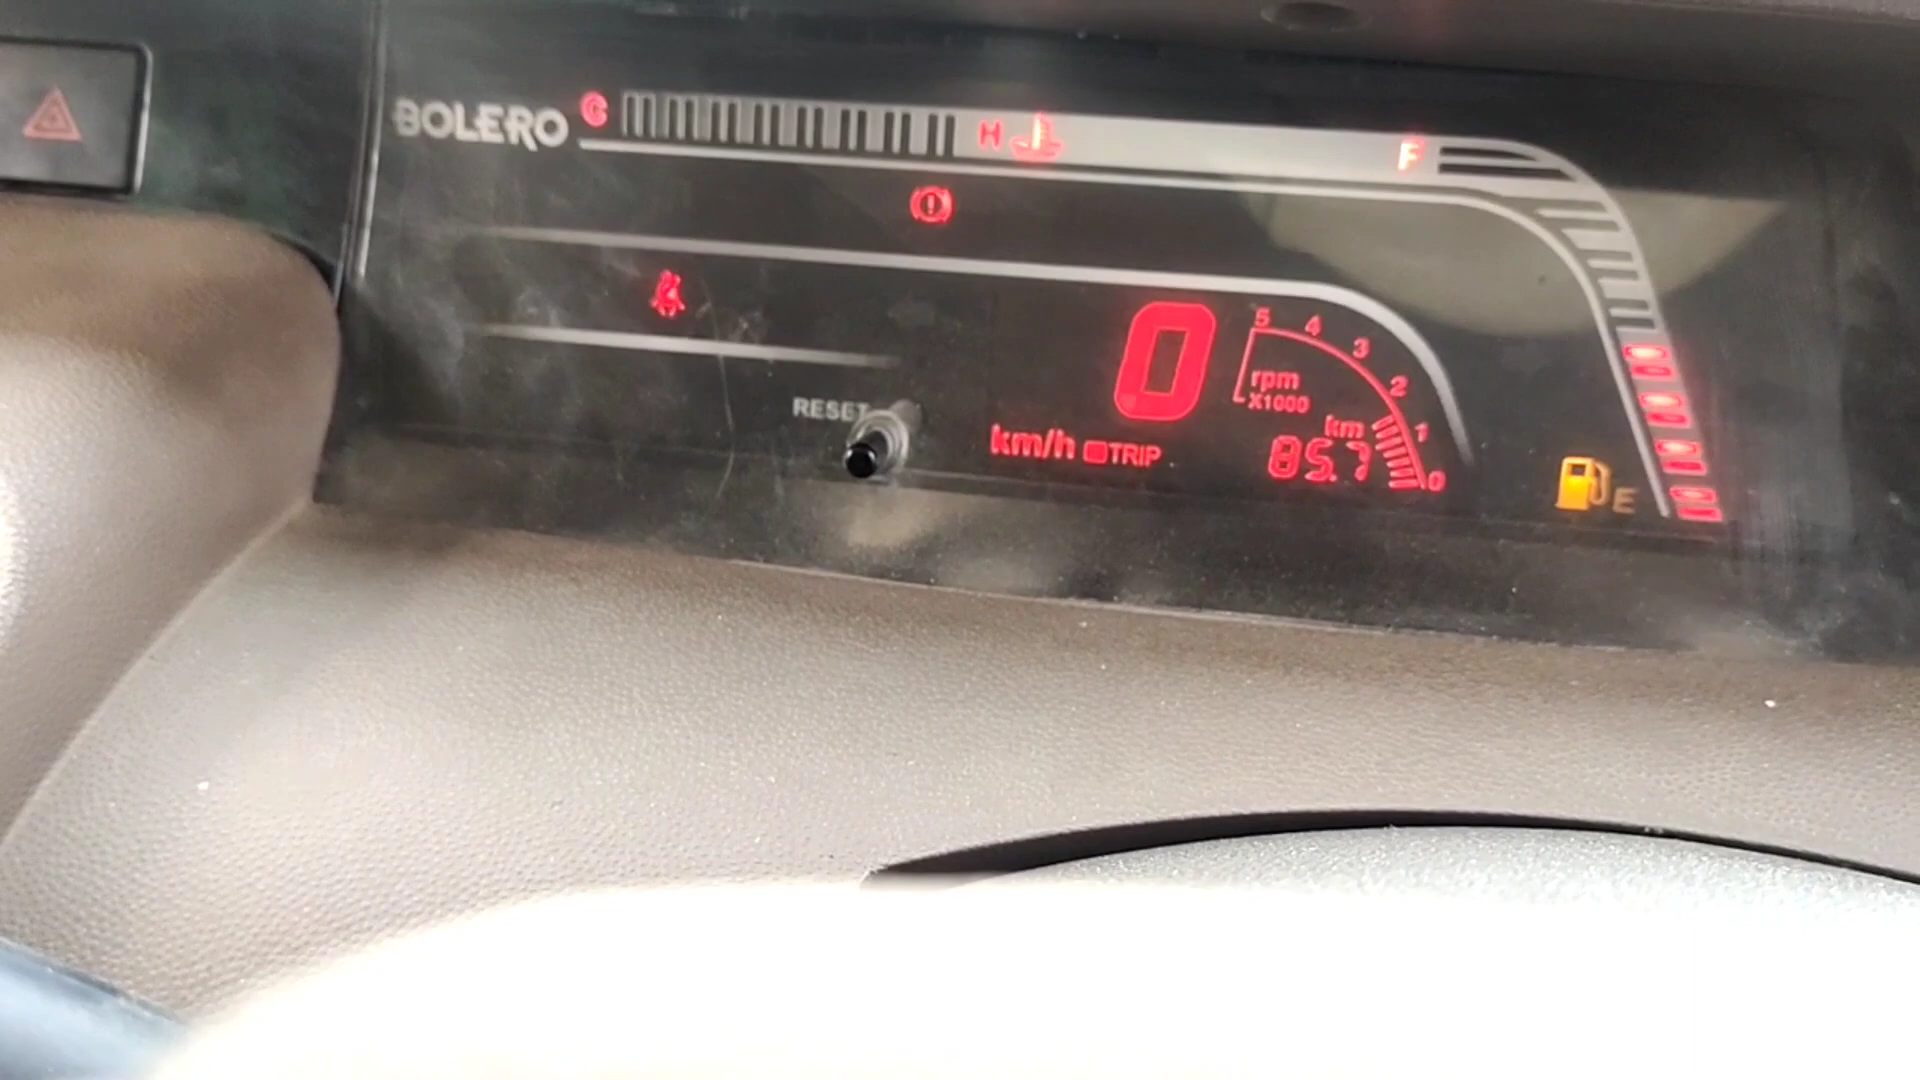 BOLERO C H F
5 4 3 2 1 0
0
rpm
X1000
RESET
km/h TRIP
km
85.7
E